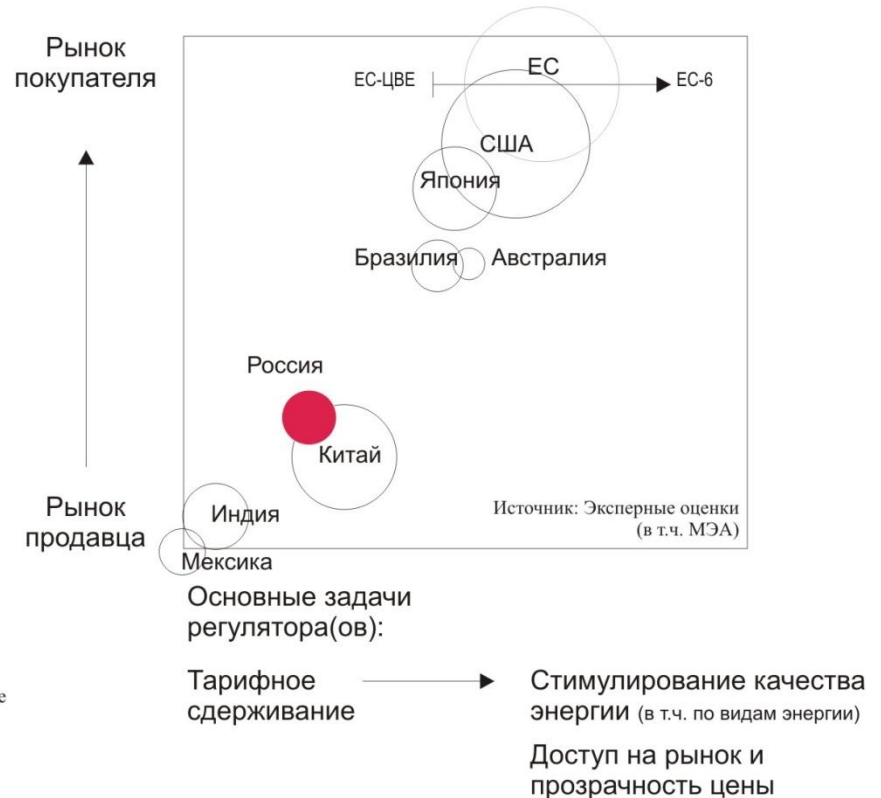 Рынок
покупателя
ЕС-ЦВЕ
ЕС
ЕС-6
США
Япония
Бразилия
Австралия
Россия
Китай
Рынок
продавца
Индия
Источник: Эксперные оценки
(в т.ч. МЭА)
Мексика
Основные задачи
регулятора(ов):
Тарифное
сдерживание
Стимулирование качества
энергии (в т.ч. по видам энергии)
Доступ на рынок и
прозрачность цены
е